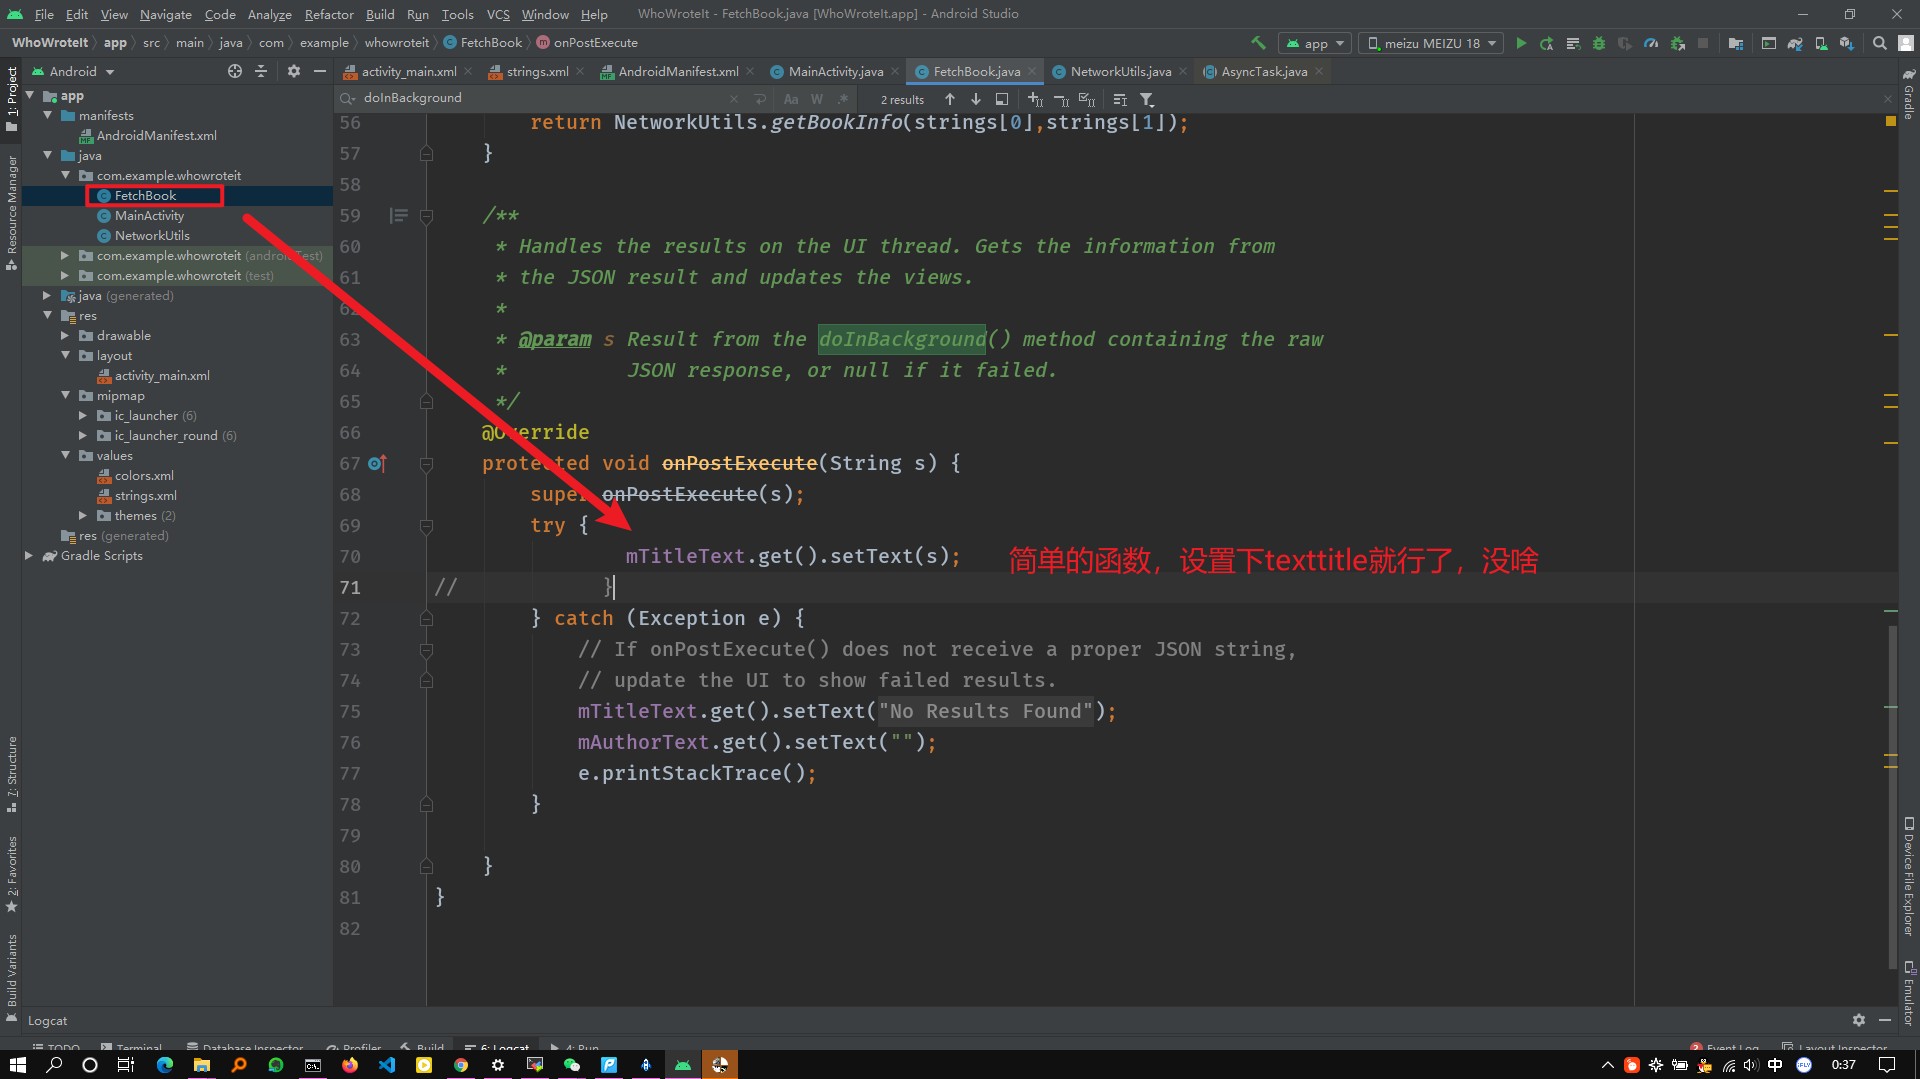 File Edit View Navigate Code Analyze Refactor Build Run Tools VCS Window Help WhoWroteIt - FetchBook.java [WhoWroteIt.app] - Android Studio
WhoWroteIt app src main java com example whowroteit FetchBook onPostExecute app meizu MEIZU 18
Android
activity_main.xml strings.xml AndroidManifest.xml MainActivity.java FetchBook.java NetworkUtils.java AsyncTask.java
doInBackground Aa W .* 2 results
1: Project
Resource Manager
7: Structure
2: Favorites
Build Variants
app
manifests
AndroidManifest.xml
java
com.example.whowroteit
FetchBook
MainActivity
NetworkUtils
com.example.whowroteit (androidTest)
com.example.whowroteit (test)
java (generated)
res
drawable
layout
activity_main.xml
mipmap
ic_launcher (6)
ic_launcher_round (6)
values
colors.xml
strings.xml
themes (2)
res (generated)
Gradle Scripts
56 return NetworkUtils.getBookInfo(strings[0],strings[1]);
57 }
58
59 /**
60 * Handles the results on the UI thread. Gets the information from
61 * the JSON result and updates the views.
62 *
63 * @param s Result from the doInBackground() method containing the raw
64 * JSON response, or null if it failed.
65 */
66 @Override
67 protected void onPostExecute(String s) {
68 super onPostExecute(s);
69 try {
70 mTitleText.get().setText(s);
简单的函数，设置下texttitle就行了，没啥
71 // }
72 } catch (Exception e) {
73 // If onPostExecute() does not receive a proper JSON string,
74 // update the UI to show failed results.
75 mTitleText.get().setText("No Results Found");
76 mAuthorText.get().setText("");
77 e.printStackTrace();
78 }
79
80 }
81 }
82
Gradle
Device File Explorer
Emulator
Logcat
TODO Terminal Database Inspector Profiler Build 6: Logcat 4: Run Event Log Layout Inspector
中 0:37